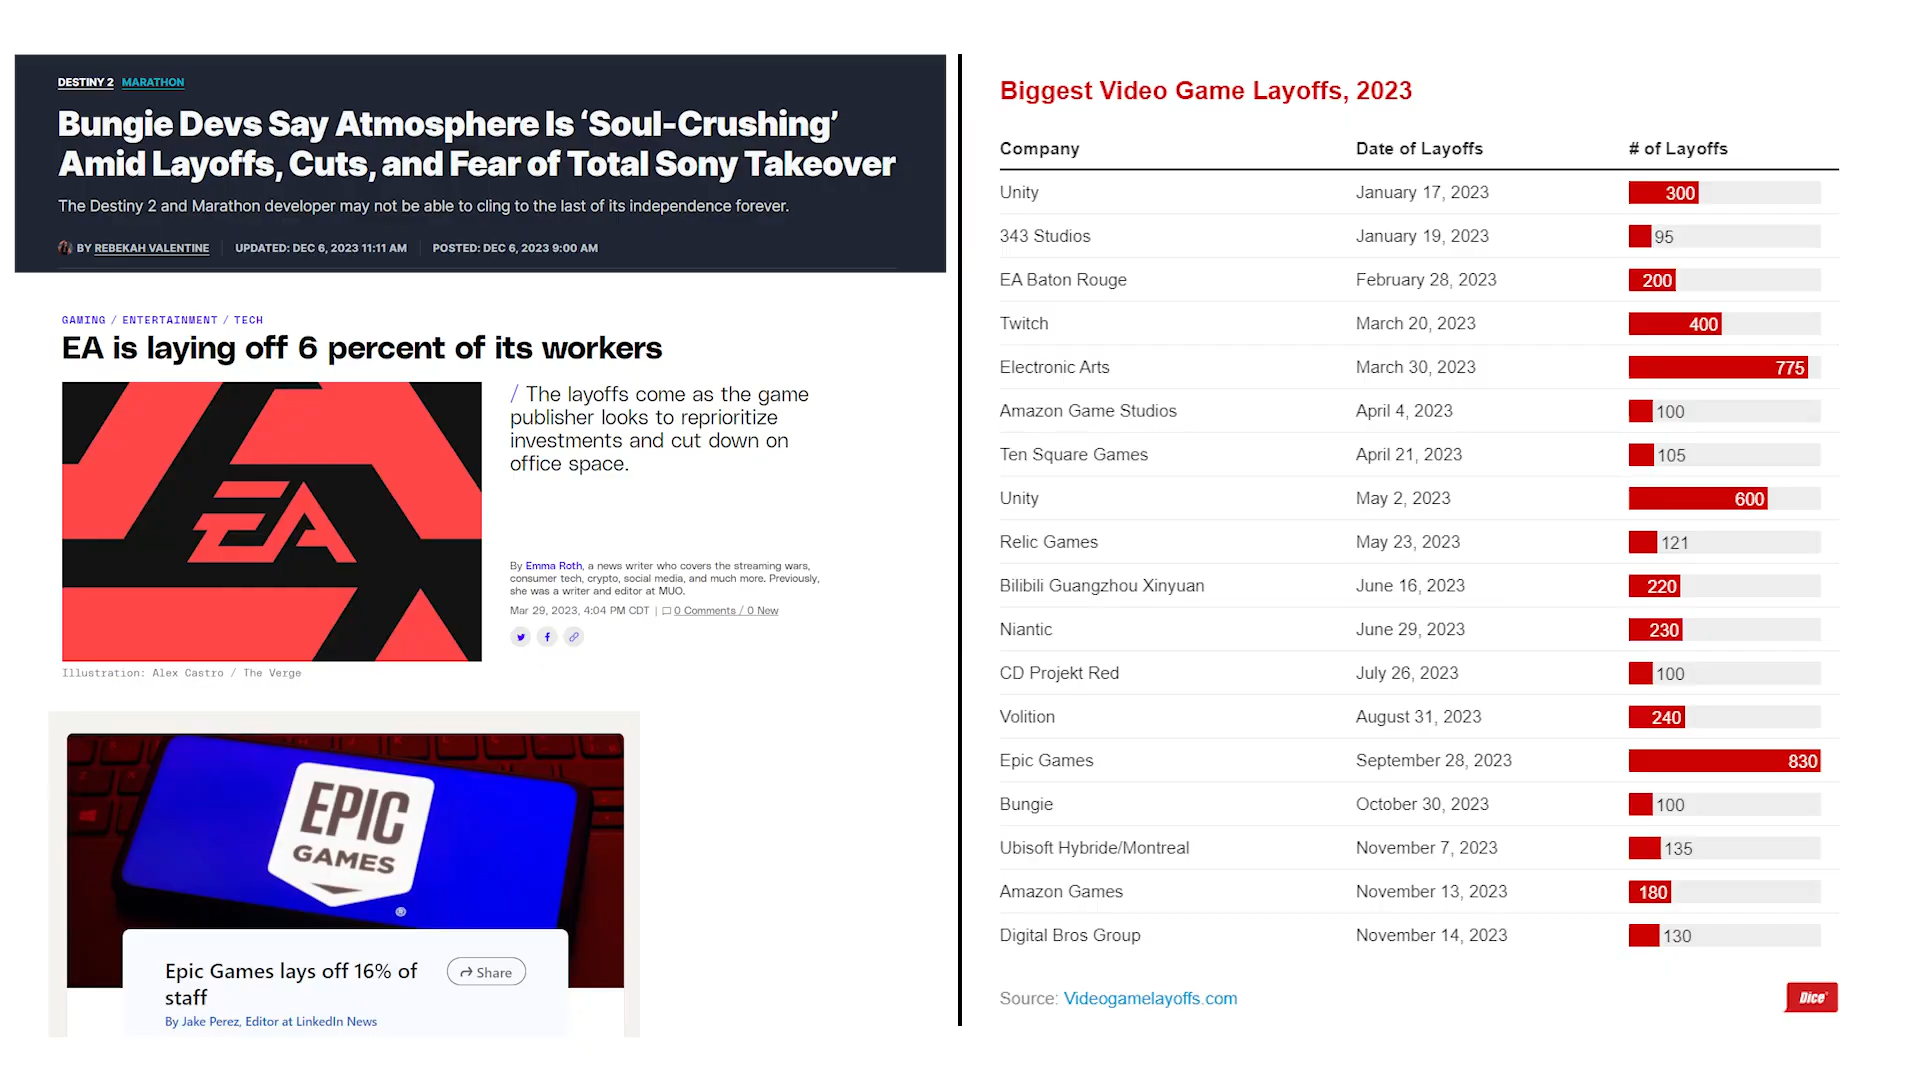 DESTINY 2 MARATHON
Bungie Devs Say Atmosphere Is ‘Soul-Crushing’
Amid Layoffs, Cuts, and Fear of Total Sony Takeover
The Destiny 2 and Marathon developer may not be able to cling to the last of its independence forever.
BY REBEKAH VALENTINE UPDATED: DEC 6, 2023 11:11 AM POSTED: DEC 6, 2023 9:00 AM
GAMING / ENTERTAINMENT / TECH
EA is laying off 6 percent of its workers
/ The layoffs come as the game
publisher looks to reprioritize
investments and cut down on
office space.
EA
By Emma Roth, a news writer who covers the streaming wars,
consumer tech, crypto, social media, and much more. Previously,
she was a writer and editor at MUO.
Mar 29, 2023, 4:04 PM CDT | 0 Comments / 0 New
Illustration: Alex Castro / The Verge
EPIC
GAMES
®
Epic Games lays off 16% of
staff
Share
By Jake Perez, Editor at LinkedIn News
Biggest Video Game Layoffs, 2023
Company Date of Layoffs # of Layoffs
Unity January 17, 2023 300
343 Studios January 19, 2023 95
EA Baton Rouge February 28, 2023 200
Twitch March 20, 2023 400
Electronic Arts March 30, 2023 775
Amazon Game Studios April 4, 2023 100
Ten Square Games April 21, 2023 105
Unity May 2, 2023 600
Relic Games May 23, 2023 121
Bilibili Guangzhou Xinyuan June 16, 2023 220
Niantic June 29, 2023 230
CD Projekt Red July 26, 2023 100
Volition August 31, 2023 240
Epic Games September 28, 2023 830
Bungie October 30, 2023 100
Ubisoft Hybride/Montreal November 7, 2023 135
Amazon Games November 13, 2023 180
Digital Bros Group November 14, 2023 130
Source: Videogamelayoffs.com
Dice